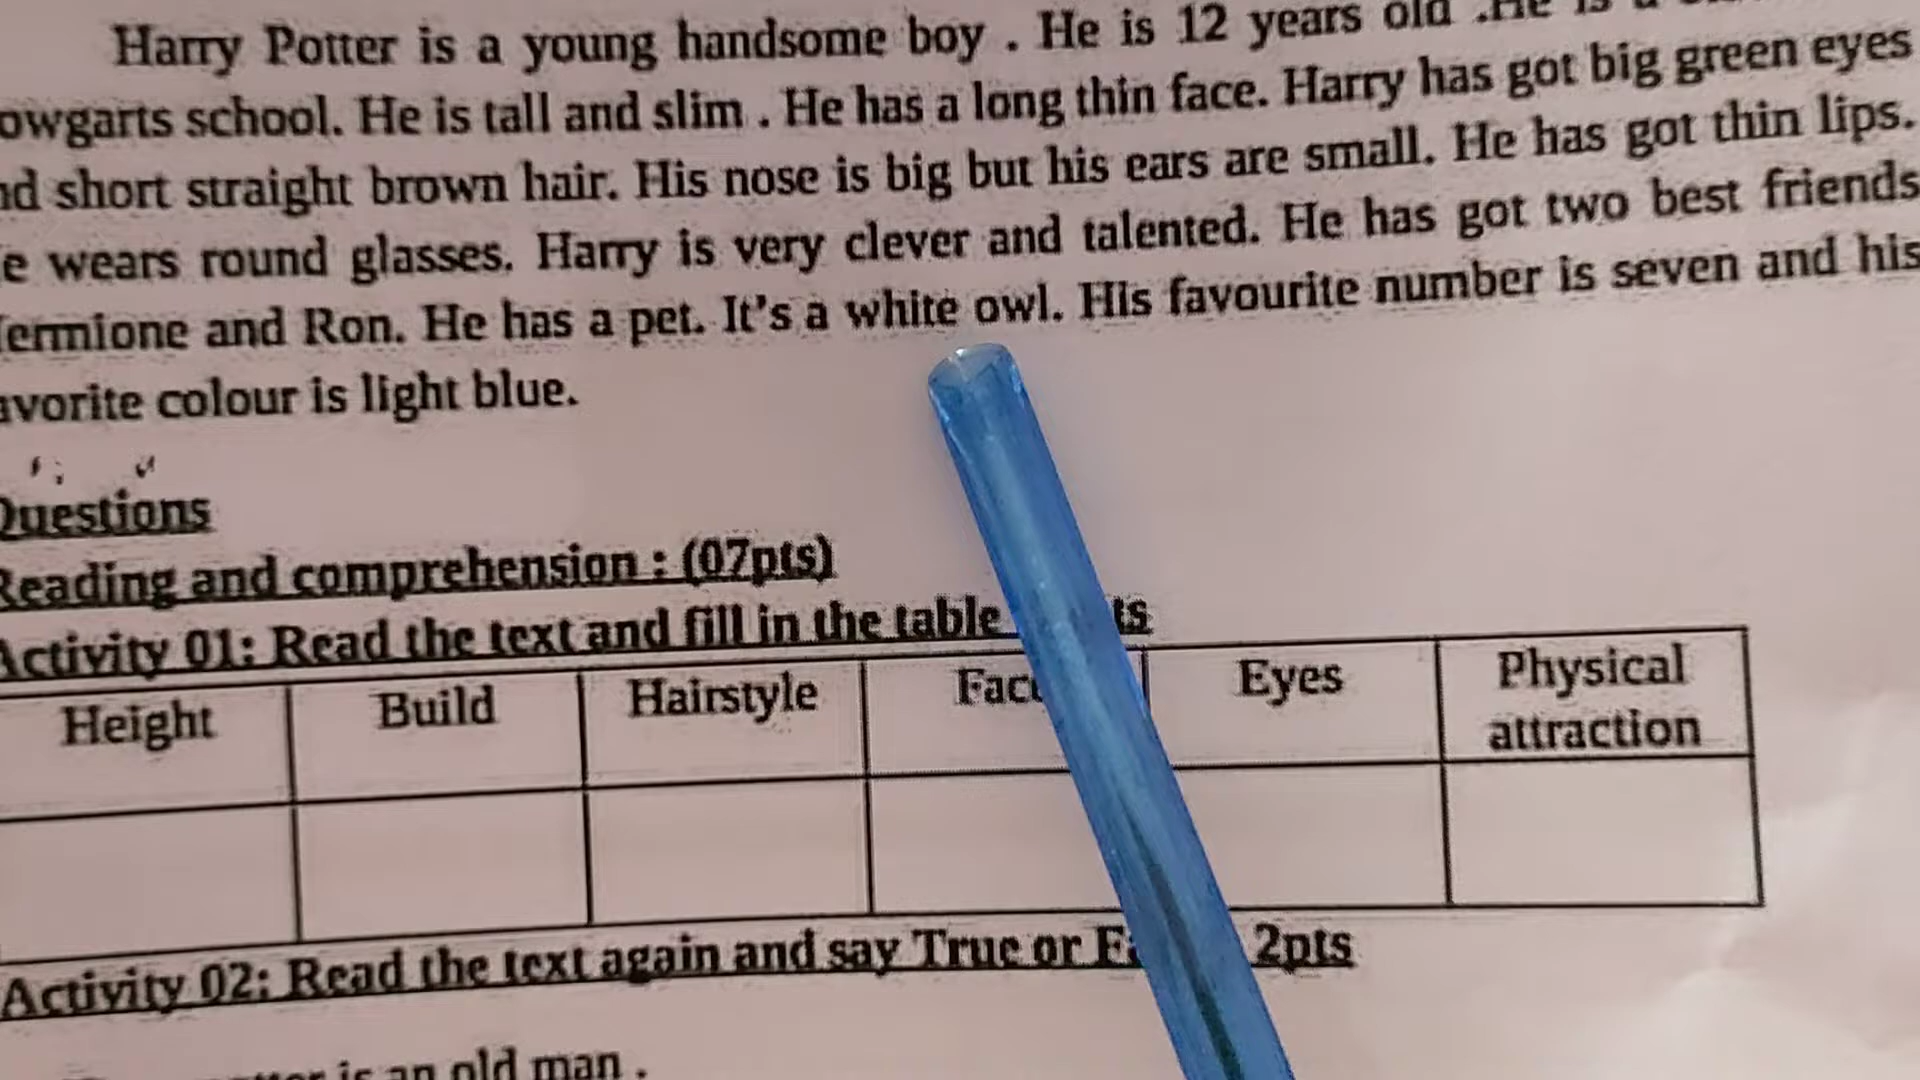 Harry Potter is a young handsome boy . He is 12 years old .He is a
owgarts school. He is tall and slim . He has a long thin face. Harry has got big green eyes
nd short straight brown hair. His nose is big but his ears are small. He has got thin lips.
e wears round glasses. Harry is very clever and talented. He has got two best friends
ermione and Ron. He has a pet. It's a white owl. His favourite number is seven and his
avorite colour is light blue.
Questions
Reading and comprehension : (07pts)
Activity 01: Read the text and fill in the table ts
Height Build Hairstyle Fac Eyes Physical
attraction
Activity 02: Read the text again and say True or Fa 2pts
is an old man .